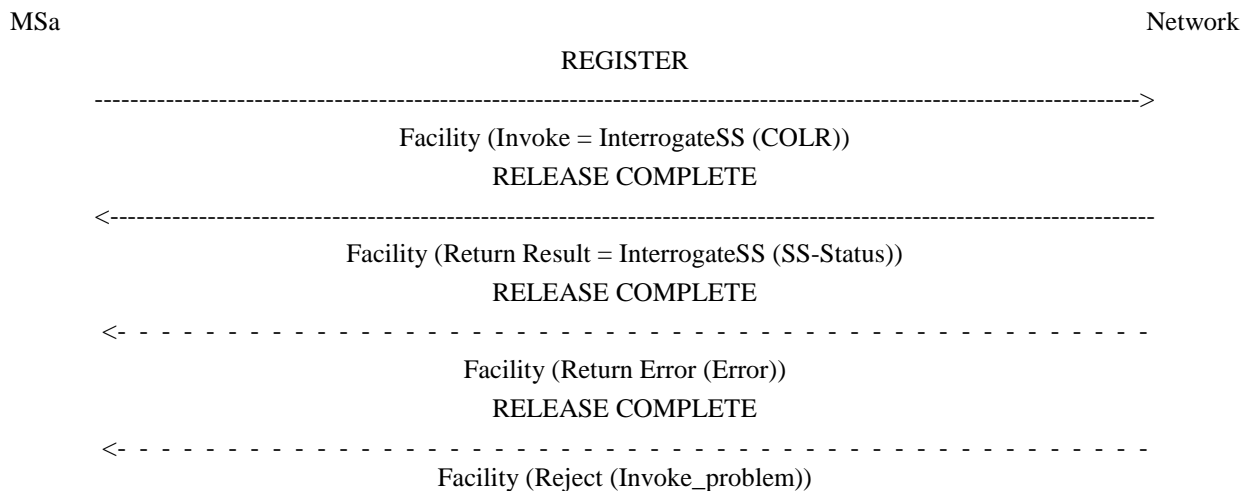 MSa Network
REGISTER
------------------------------------------------------------------------------------------------------------------------>
Facility (Invoke = InterrogateSS (COLR))
RELEASE COMPLETE
<------------------------------------------------------------------------------------------------------------------------
Facility (Return Result = InterrogateSS (SS-Status))
RELEASE COMPLETE
<- - - - - - - - - - - - - - - - - - - - - - - - - - - - - - - - - - - - - - - - - - - - - - - -
Facility (Return Error (Error))
RELEASE COMPLETE
<- - - - - - - - - - - - - - - - - - - - - - - - - - - - - - - - - - - - - - - - - - - - - - - -
Facility (Reject (Invoke_problem))